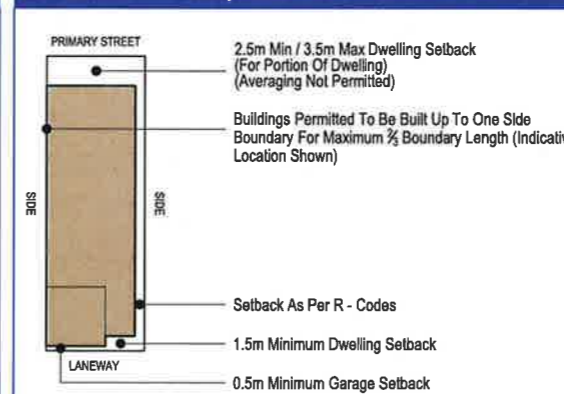 PRIMARY STREET
2.5m Min / 3.5m Max Dwelling Setback
(For Portion Of Dwelling)
(Averaging Not Permitted)
Buildings Permitted To Be Built Up To One Side
Boundary For Maximum ⅔ Boundary Length (Indicativ
Location Shown)
SIDE
SIDE
Setback As Per R - Codes
1.5m Minimum Dwelling Setback
LANEWAY
0.5m Minimum Garage Setback